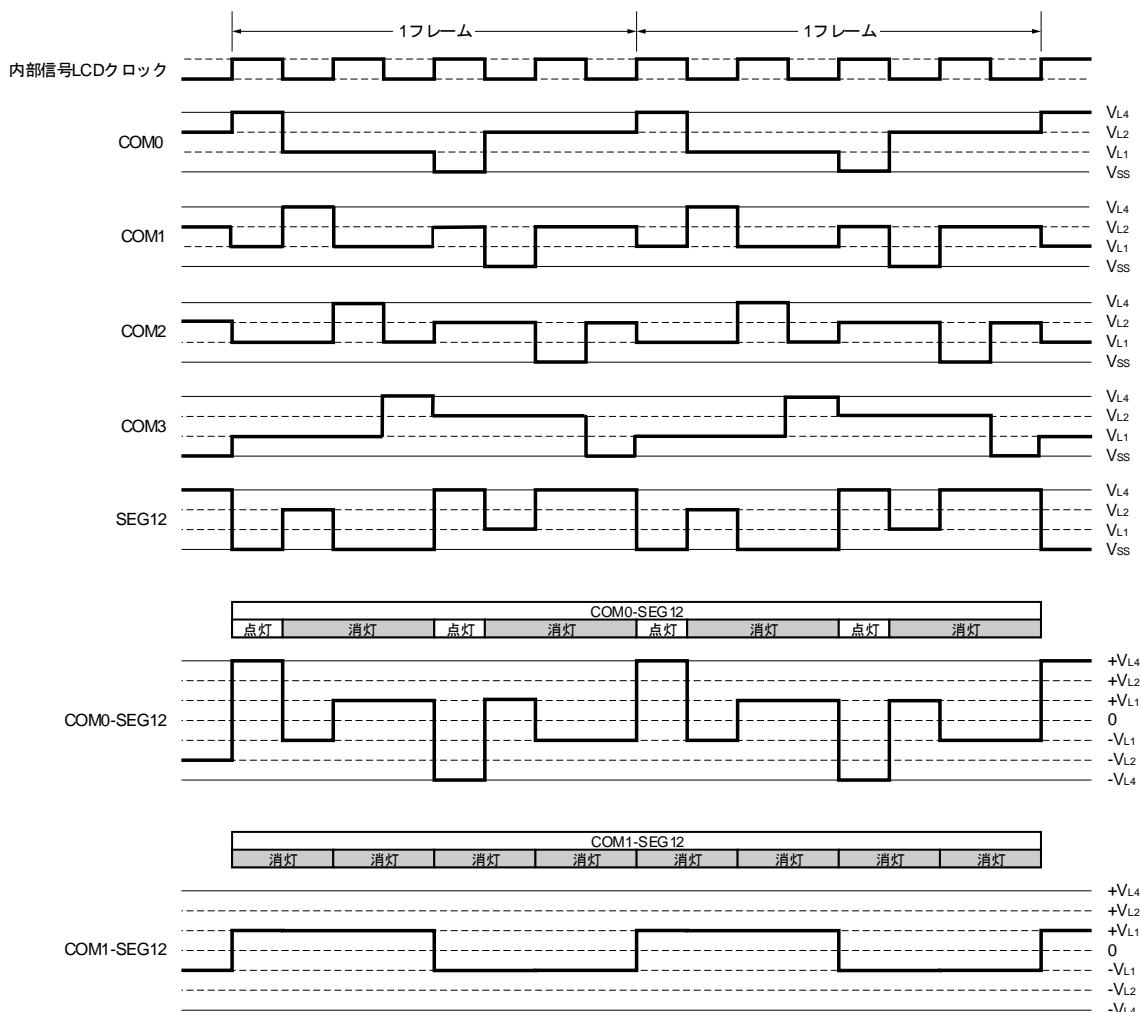 1フレーム 1フレーム
内部信号LCDクロック
COM0
VL4
VL2
VL1
VSS
COM1
VL4
VL2
VL1
VSS
COM2
VL4
VL2
VL1
VSS
COM3
VL4
VL2
VL1
VSS
SEG12
VL4
VL2
VL1
VSS
COM0-SEG12
点灯 消灯 点灯 消灯 点灯 消灯 点灯 消灯
COM0-SEG12
+VL4
+VL2
+VL1
0
-VL1
-VL2
-VL4
COM1-SEG12
消灯 消灯 消灯 消灯 消灯 消灯 消灯 消灯
COM1-SEG12
+VL4
+VL2
+VL1
0
-VL1
-VL2
-VL4